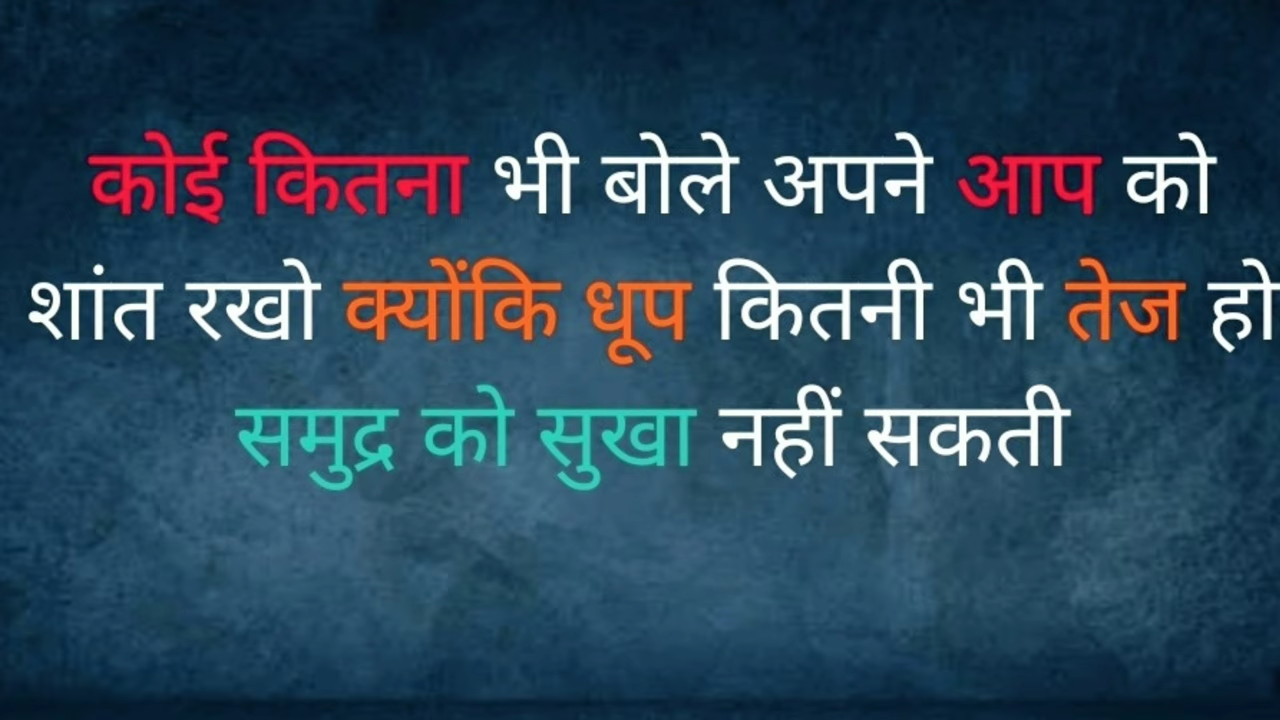 कोई कितना भी बोले अपने आप को
शांत रखो क्योंकि धूप कितनी भी तेज हो
समुद्र को सुखा नहीं सकती